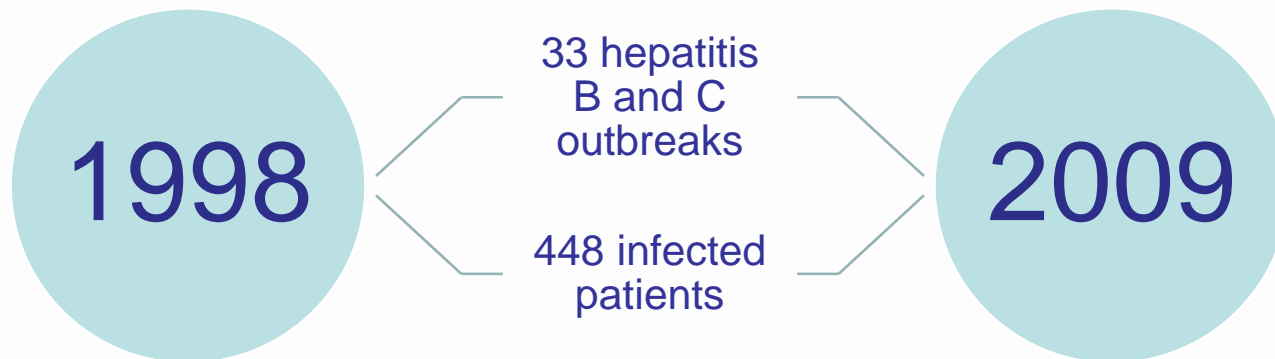 1998
33 hepatitis
B and C
outbreaks
448 infected
patients
2009